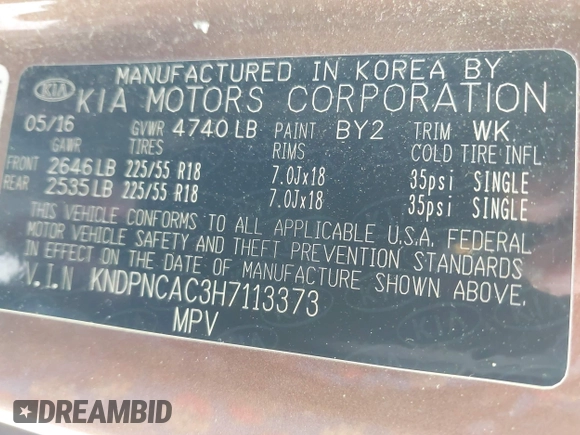 MANUFACTURED IN KOREA BY
KIA KIA MOTORS CORPORATION
05/16 GVWR 4740 LB PAINT BY2 TRIM WK
GAWR TIRES RIMS COLD TIRE INFL
FRONT 2646 LB 225/55 R18 7.0Jx18 35psi SINGLE
REAR 2535 LB 225/55 R18 7.0Jx18 35psi SINGLE
THIS VEHICLE CONFORMS TO ALL APPLICABLE U.S.A. FEDERAL
MOTOR VEHICLE SAFETY AND THEFT PREVENTION STANDARDS
IN EFFECT ON THE DATE OF MANUFACTURE SHOWN ABOVE.
V.I.N KNDPNCAC3H7113373
MPV
DREAMBID